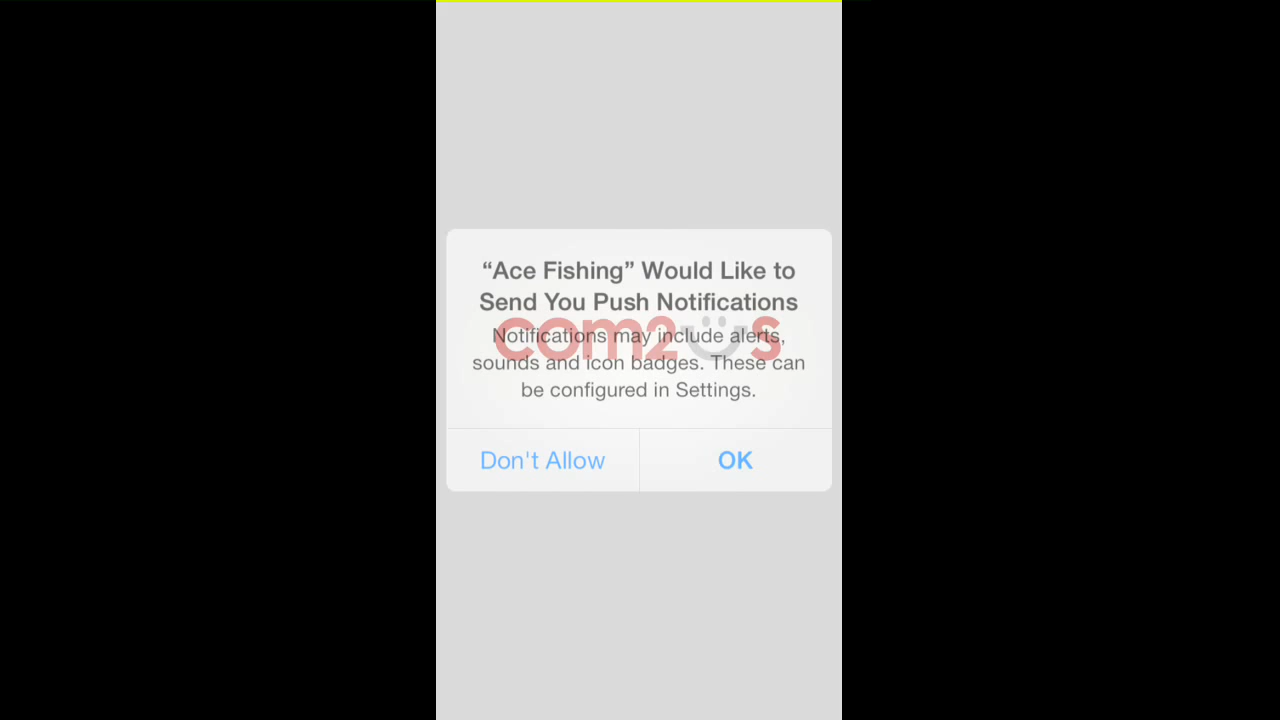 “Ace Fishing” Would Like to
Send You Push Notifications
com2us
Notifications may include alerts,
sounds and icon badges. These can
be configured in Settings.
Don't Allow
OK